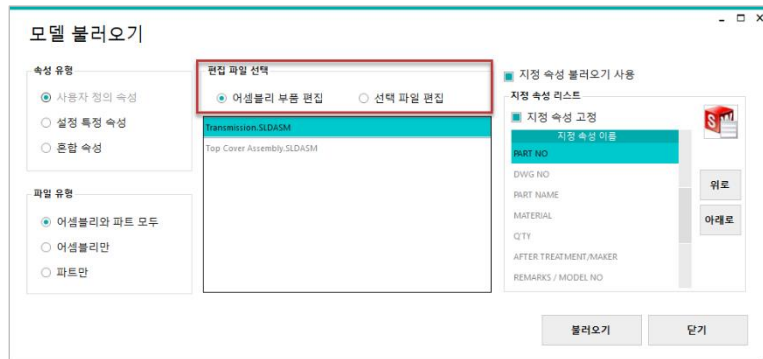 모델 불러오기
속성 유형
사용자 정의 속성
설정 특정 속성
혼합 속성
파일 유형
어셈블리와 파트 모두
어셈블리만
파트만
편집 파일 선택
어셈블리 부품 편집
선택 파일 편집
Transmission.SLDASM
Top Cover Assembly.SLDASM
지정 속성 불러오기 사용
지정 속성 리스트
지정 속성 고정
지정 속성 이름
PART NO
DWG NO
PART NAME
MATERIAL
Q'TY
AFTER TREATMENT/MAKER
REMARKS / MODEL NO
SW
위로
아래로
불러오기
닫기